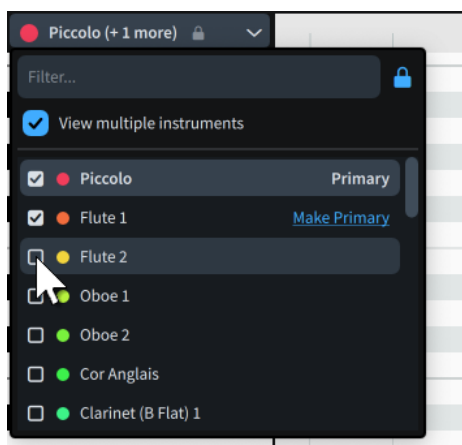 Piccolo (+ 1 more)
Filter...
View multiple instruments
Piccolo Primary
Flute 1 Make Primary
Flute 2
Oboe 1
Oboe 2
Cor Anglais
Clarinet (B Flat) 1